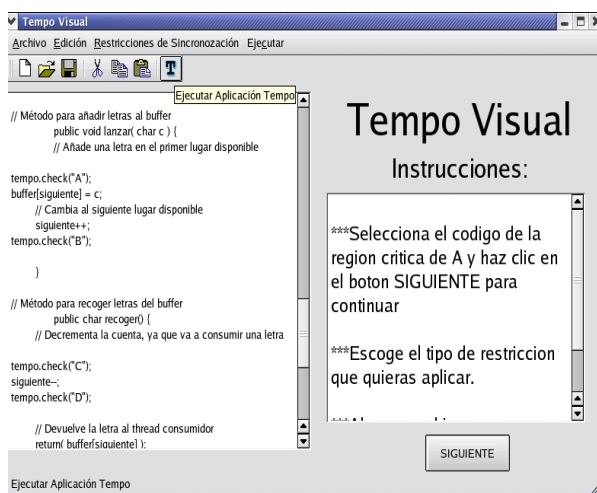 Tempo Visual
Archivo Edición Restricciones de Sincronozación Ejecutar
T
Ejecutar Aplicación Tempo
// Método para añadir letras al buffer
public void lanzar( char c ) {
// Añade una letra en el primer lugar disponible
tempo.check("A");
buffer[siguiente] = c;
// Cambia al siguiente lugar disponible
siguiente++;
tempo.check("B");
}
// Método para recoger letras del buffer
public char recoger() {
// Decrementa la cuenta, ya que va a consumir una letra
tempo.check("C");
siguiente--;
tempo.check("D");
// Devuelve la letra al thread consumidor
return( buffer[siguiente] );
Tempo Visual
Instrucciones:
***Selecciona el codigo de la
region critica de A y haz clic en
el boton SIGUIENTE para
continuar
***Escoge el tipo de restriccion
que quieras aplicar.
SIGUIENTE
Ejecutar Aplicación Tempo